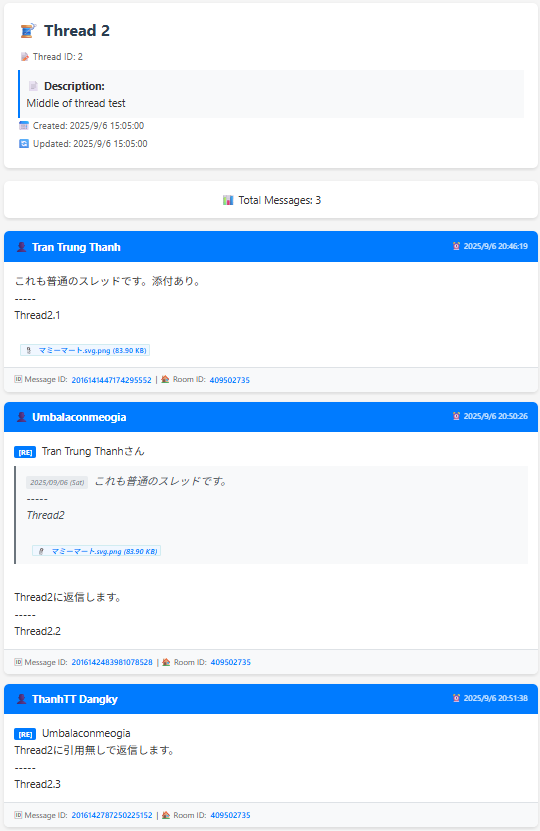 Thread 2
Thread ID: 2
Description:
Middle of thread test
Created: 2025/9/6 15:05:00
Updated: 2025/9/6 15:05:00
Total Messages: 3
Tran Trung Thanh 2025/9/6 20:46:19
これも普通のスレッドです。添付あり。
-----
Thread2.1
マミーマート.svg.png (83.90 KB)
Message ID: 2016141447174295552 | Room ID: 409502735
Umbalaconmeogia 2025/9/6 20:50:26
[RE] Tran Trung Thanhさん
2025/09/06 (Sat) これも普通のスレッドです。
-----
Thread2
マミーマート.svg.png (83.90 KB)
Thread2に返信します。
-----
Thread2.2
Message ID: 2016142483981078528 | Room ID: 409502735
ThanhTT Dangky 2025/9/6 20:51:38
[RE] Umbalaconmeogia
Thread2に引用無しで返信します。
-----
Thread2.3
Message ID: 2016142787250225152 | Room ID: 409502735